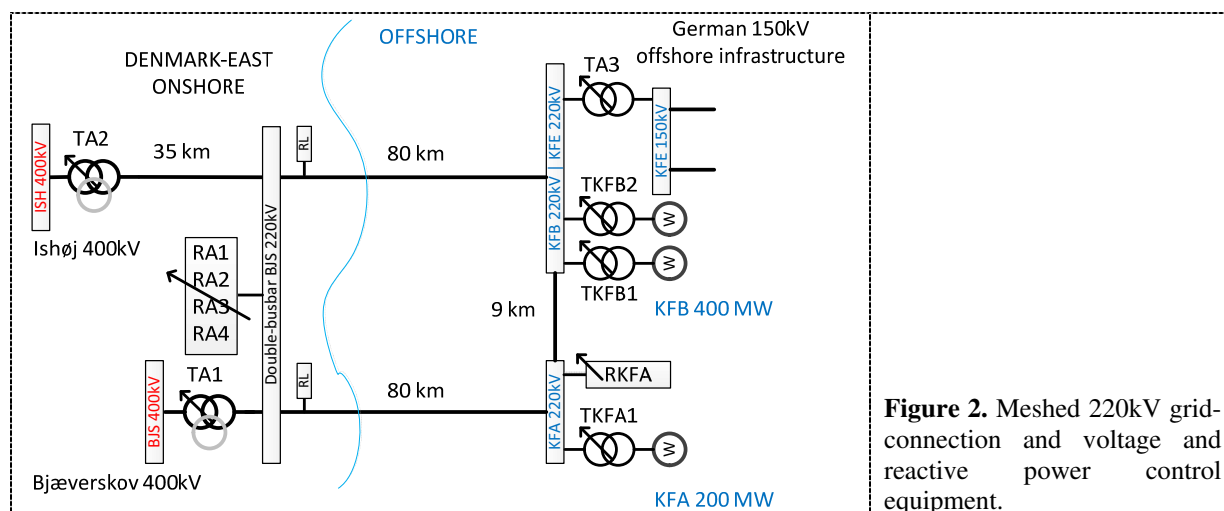 OFFSHORE
DENMARK-EAST
ONSHORE
German 150kV
offshore infrastructure
TA3
KFE 150kV
KFB 220kV | KFE 220kV
TA2
35 km
RL
80 km
ISH 400kV
Ishøj 400kV
TKFB2
W
TKFB1
W
KFB 400 MW
RA1
RA2
RA3
RA4
Double-busbar BJS 220kV
9 km
TA1
RL
80 km
BJS 400kV
Bjæverskov 400kV
KFA 220kV
RKFA
TKFA1
W
KFA 200 MW
Figure 2. Meshed 220kV grid-
connection and voltage and
reactive power control
equipment.